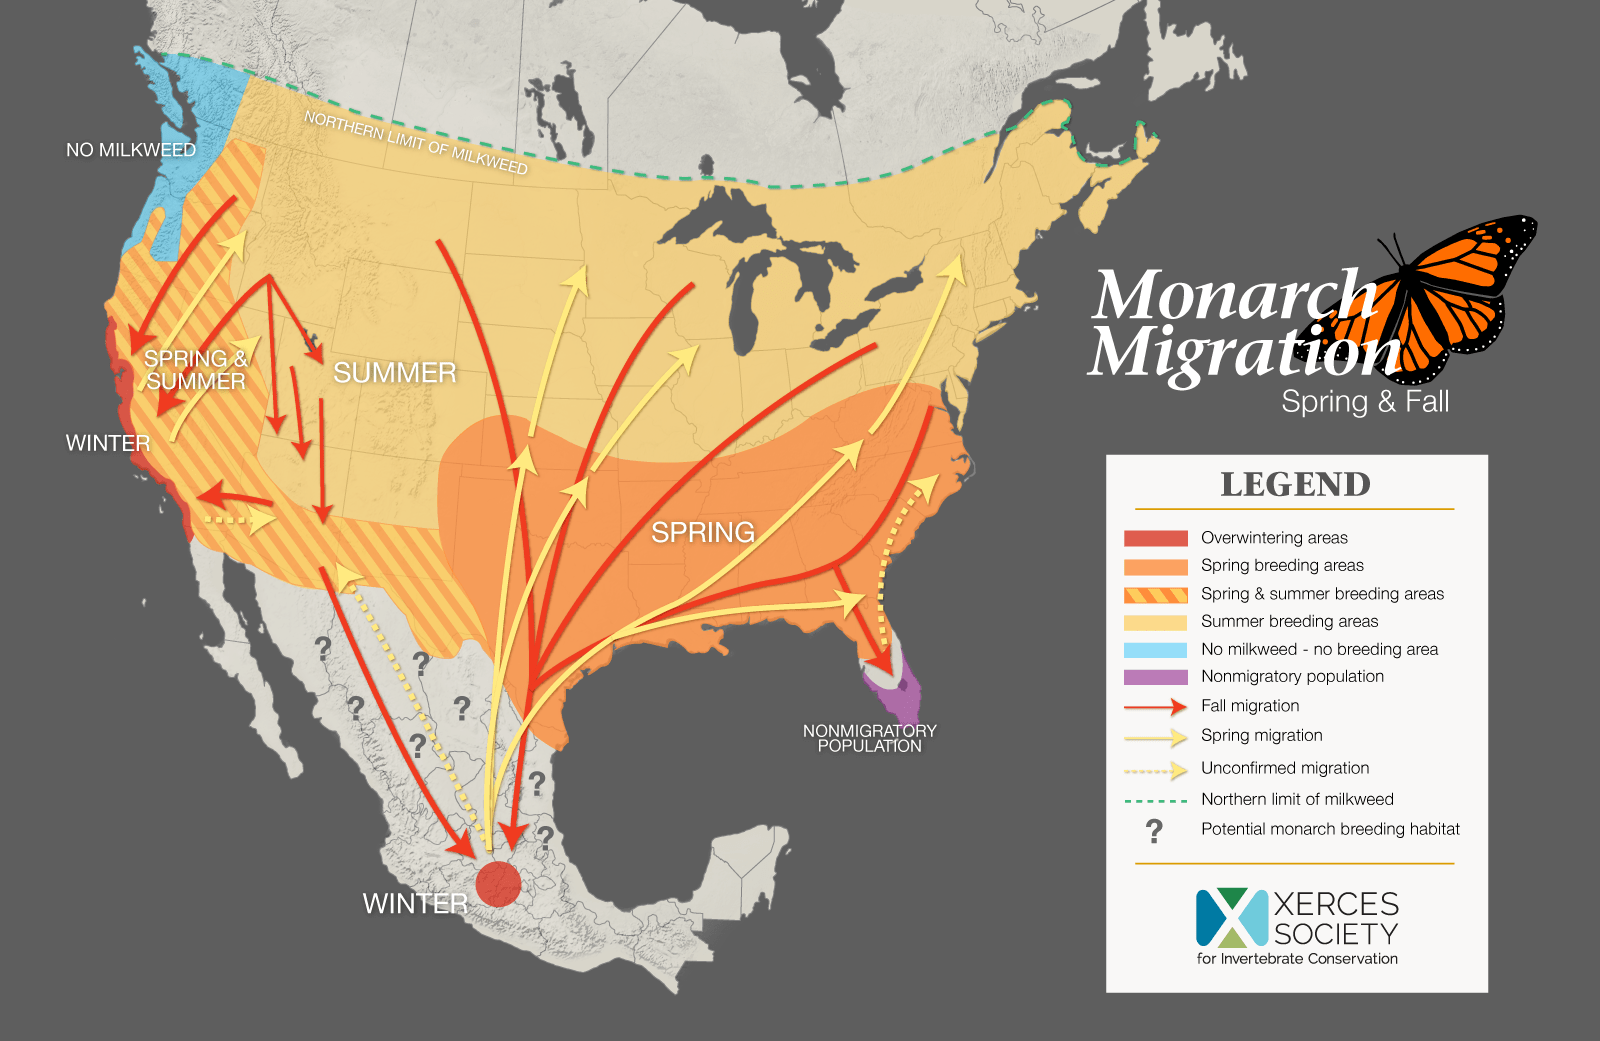 NORTHERN LIMIT OF MILKWEED
NO MILKWEED
SPRING &
SUMMER
SUMMER
WINTER
SPRING
NONMIGRATORY
POPULATION
WINTER
?
?
?
?
?
?
?
Monarch
Migration
Spring & Fall
LEGEND
Overwintering areas
Spring breeding areas
Spring & summer breeding areas
Summer breeding areas
No milkweed - no breeding area
Nonmigratory population
Fall migration
Spring migration
Unconfirmed migration
Northern limit of milkweed
? Potential monarch breeding habitat
XERCES
SOCIETY
for Invertebrate Conservation